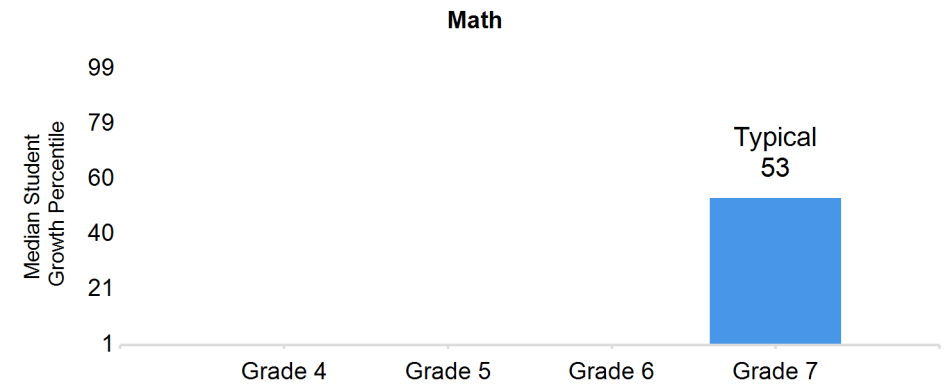 Math
Median Student
Growth Percentile
99
79
60
40
21
1
Typical
53
Grade 4
Grade 5
Grade 6
Grade 7